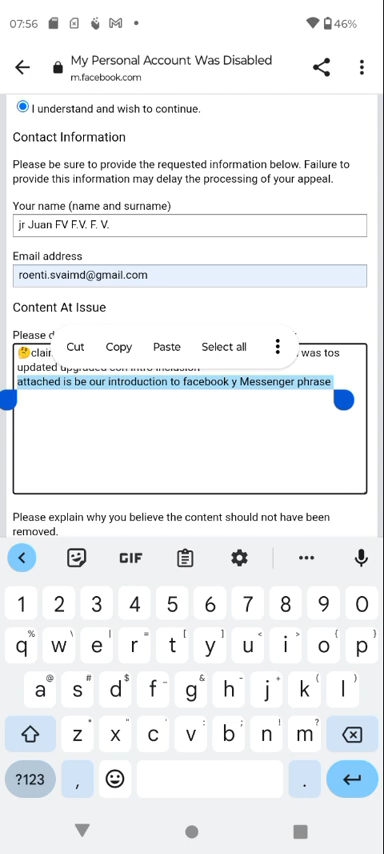 07:56
46%
My Personal Account Was Disabled
m.facebook.com
I understand and wish to continue.
Contact Information
Please be sure to provide the requested information below. Failure to
provide this information may delay the processing of your appeal.
Your name (name and surname)
jr Juan FV F.V. F. V.
Email address
roenti.svaimd@gmail.com
Content At Issue
Please
Cut Copy Paste Select all
clai was tos
updated upgraded con intro inclusion
attached is be our introduction to facebook y Messenger phrase
Please explain why you believe the content should not have been
removed.
GIF
1 2 3 4 5 6 7 8 9 0
% \ | = [ ] < > { }
q w e r t y u i o p
@ # $ _ & - + ( )
a s d f g h j k l
* " ' : ; ! ?
z x c v b n m
?123 , .